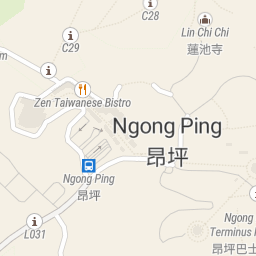 C28
C29
Lin Chi Chi
蓮池寺
Zen Taiwanese Bistro
Ngong Ping
昂坪
Ngong Ping
昂坪
L031
Ngong
Terminus
昂坪巴士